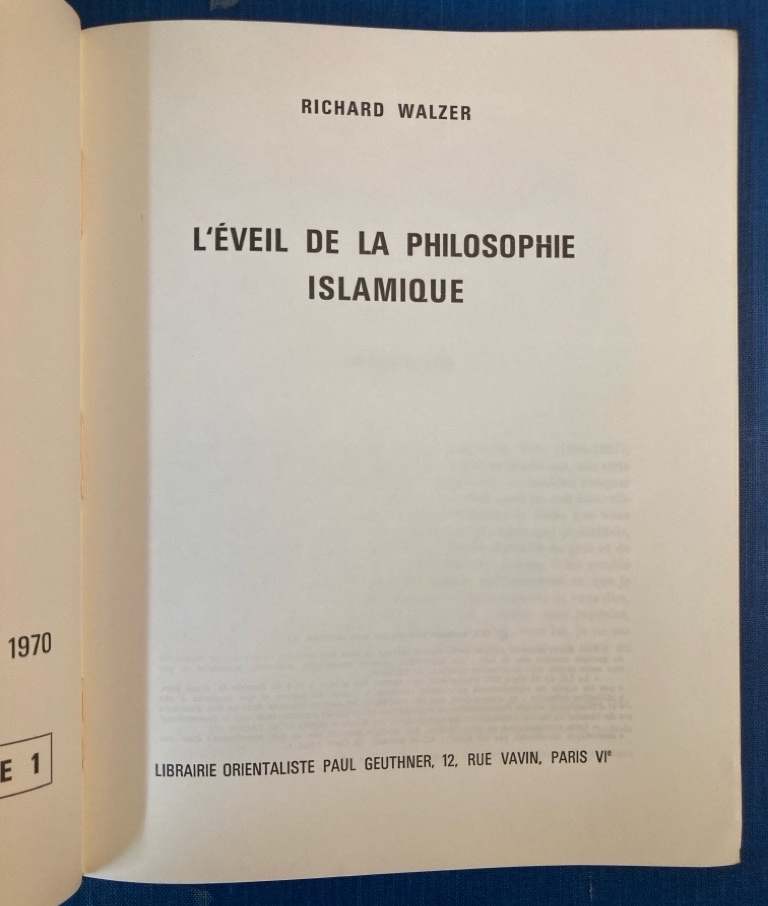 RICHARD WALZER
L'ÉVEIL DE LA PHILOSOPHIE
ISLAMIQUE
1970
E 1
LIBRAIRIE ORIENTALISTE PAUL GEUTHNER, 12, RUE VAVIN, PARIS VIᵉ